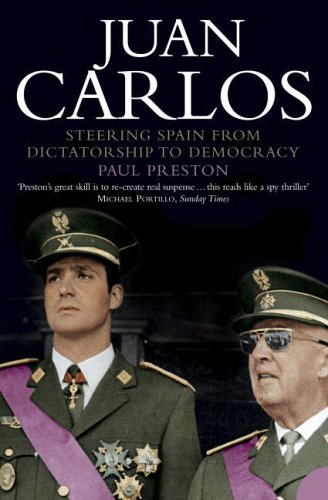 JUAN
CARLOS
STEERING SPAIN FROM
DICTATORSHIP TO DEMOCRACY
PAUL PRESTON
‘Preston’s great skill is to re-create real suspense ... this reads like a spy thriller’
MICHAEL PORTILLO, Sunday Times